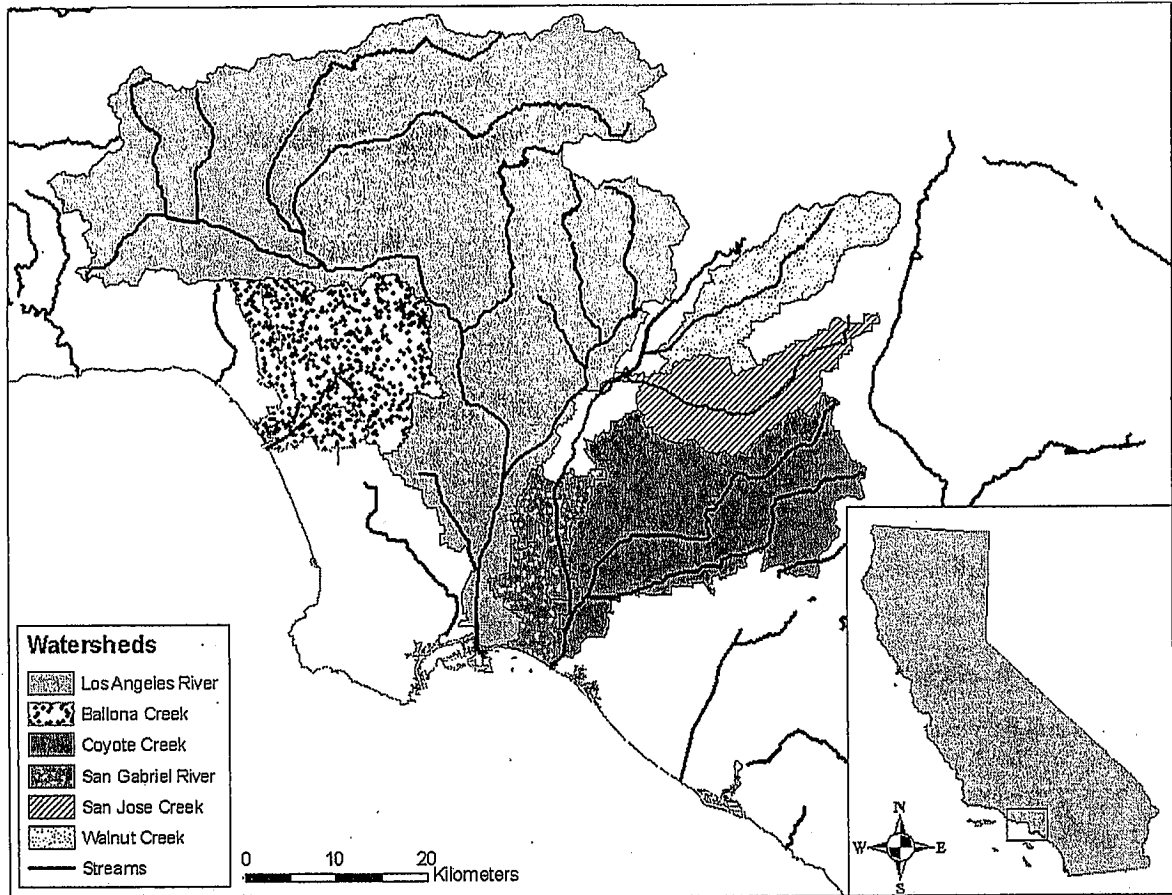 Watersheds
Los Angeles River
Ballona Creek
Coyote Creek
San Gabriel River
San Jose Creek
Walnut Creek
Streams
0 10 20
Kilometers
N
W E
S